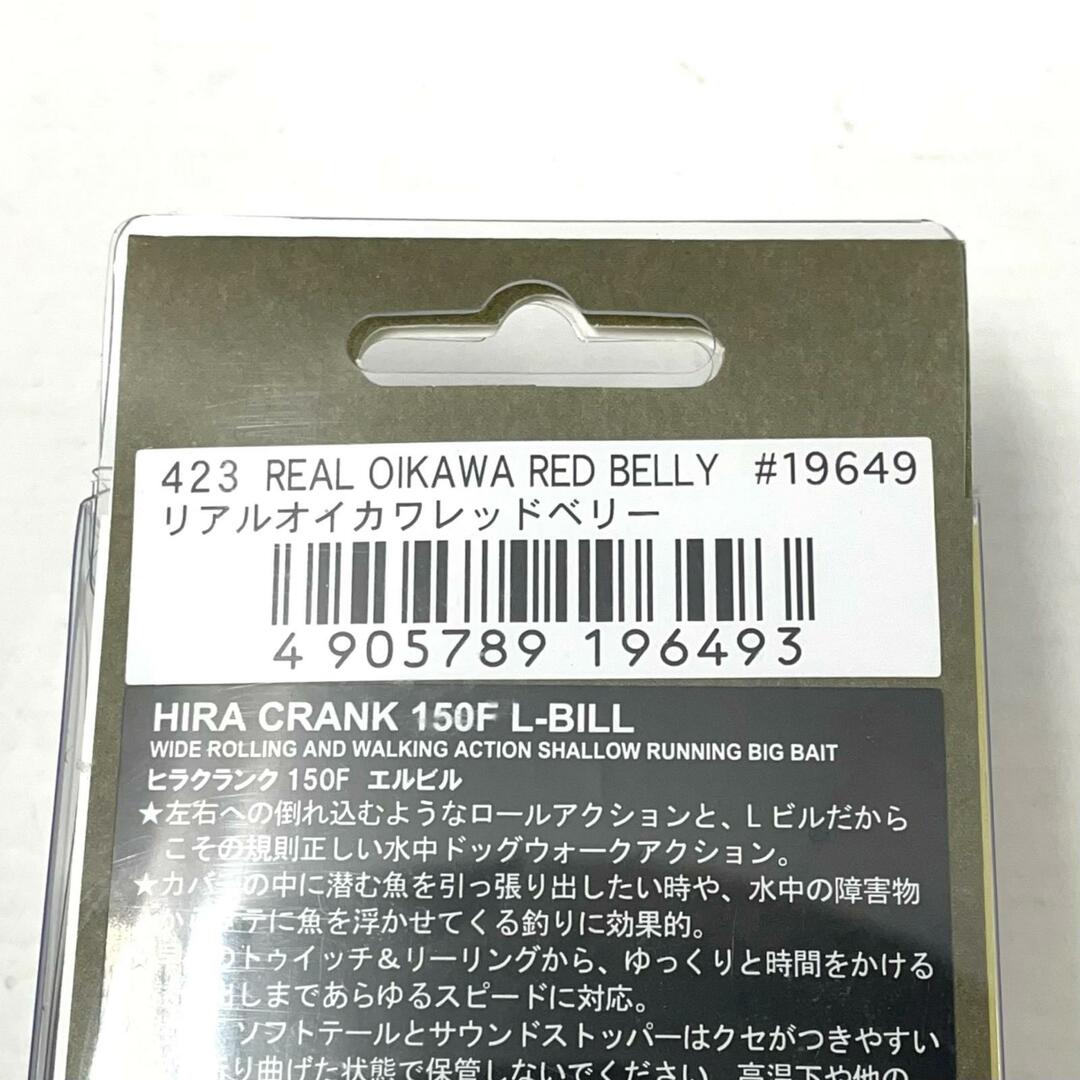 423 REAL OIKAWA RED BELLY #19649
リアルオイカワレッドベリー
4 905789 196493
HIRA CRANK 150F L-BILL
WIDE ROLLING AND WALKING ACTION SHALLOW RUNNING BIG BAIT
ヒラクランク 150F エルビル
★左右への倒れ込むようなロールアクションと、Lビルだから
こその規則正しい水中ドッグウォークアクション。
★カバーの中に潜む魚を引っ張り出したい時や、水中の障害物
テに魚を浮かせてくる釣りに効果的。
トゥイッチ＆リーリングから、ゆっくりと時間をかける
しまであらゆるスピードに対応。
ソフトテールとサウンドストッパーはクセがつきやすい
り曲げた状態で保管しないでください。高温下や他の